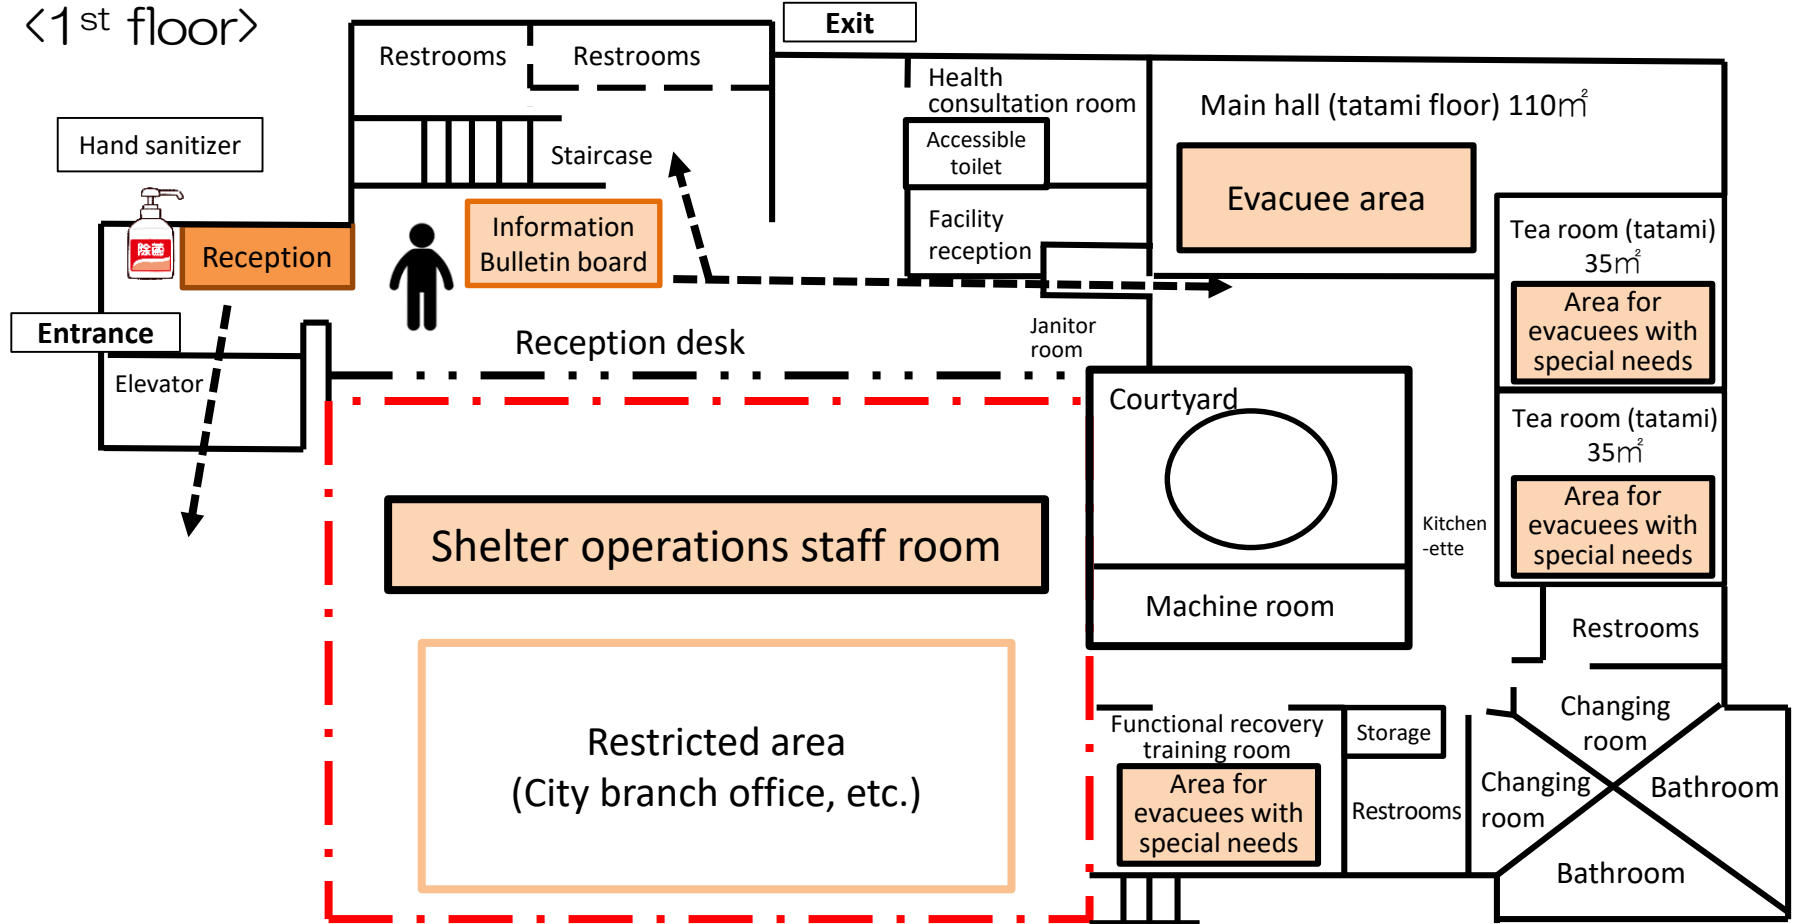 <1st floor>
Exit
Restrooms
Restrooms
Health
consultation room
Main hall (tatami floor) 110㎡
Hand sanitizer
Accessible
toilet
Staircase
Evacuee area
除菌
Reception
Information
Bulletin board
Facility
reception
Tea room (tatami)
35㎡
Area for
evacuees with
special needs
Entrance
Reception desk
Janitor
room
Elevator
Courtyard
Tea room (tatami)
35㎡
Area for
evacuees with
special needs
Kitchen
-ette
Shelter operations staff room
Machine room
Restrooms
Restricted area
(City branch office, etc.)
Functional recovery
training room
Area for
evacuees with
special needs
Storage
Restrooms
Changing
room
Changing
room
Bathroom
Bathroom